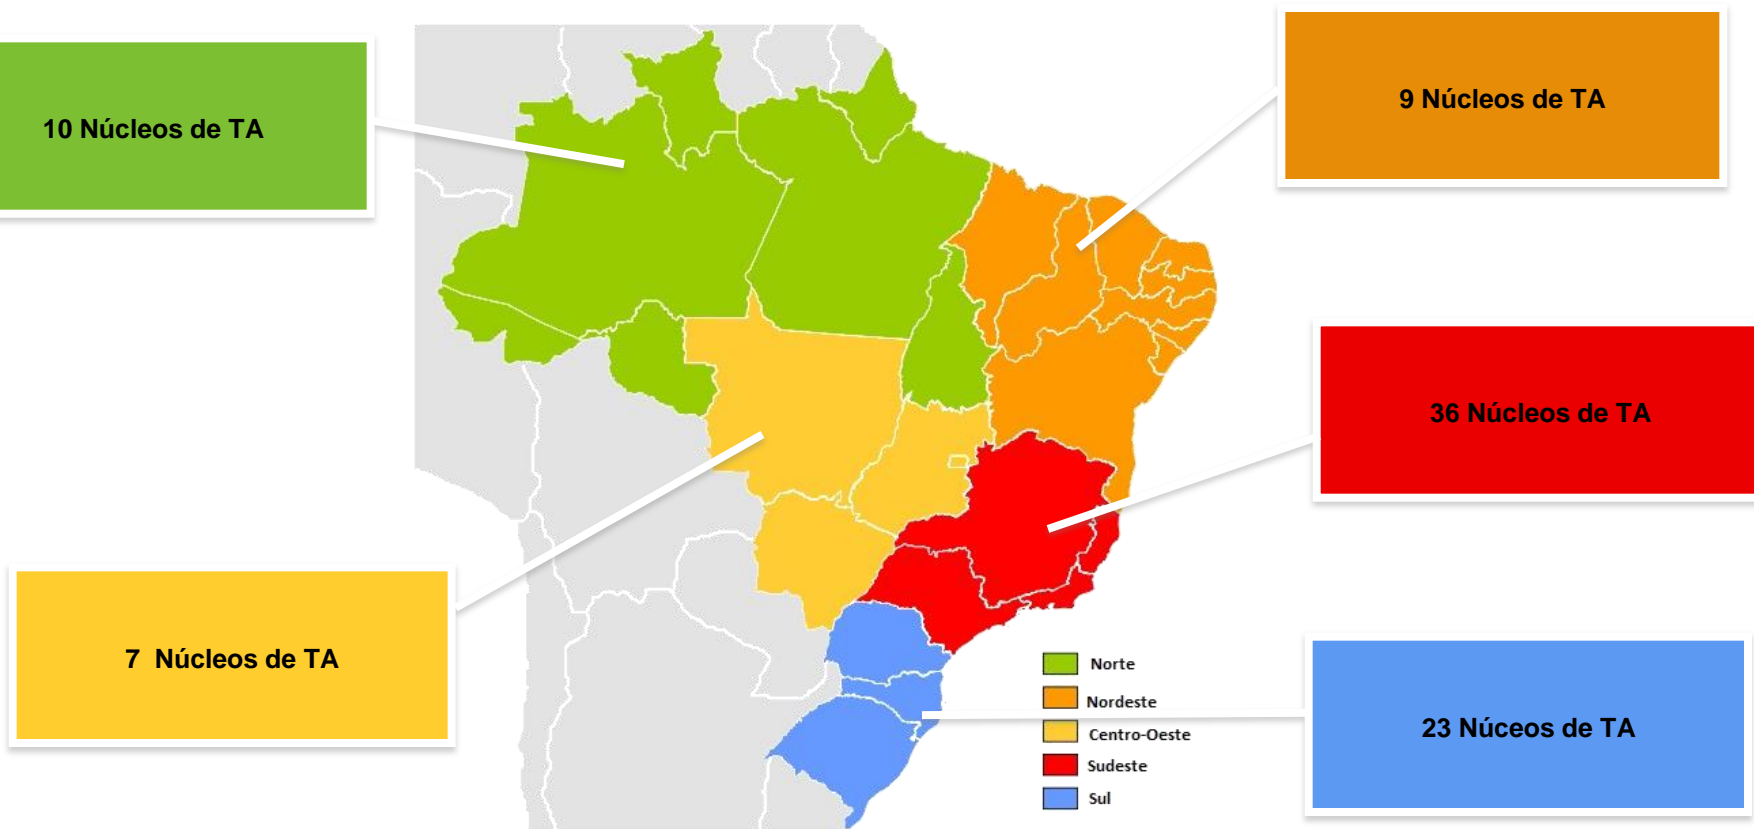 10 Núcleos de TA
9 Núcleos de TA
36 Núcleos de TA
7  Núcleos de TA
23 Núceos de TA
Norte
Nordeste
Centro-Oeste
Sudeste
Sul